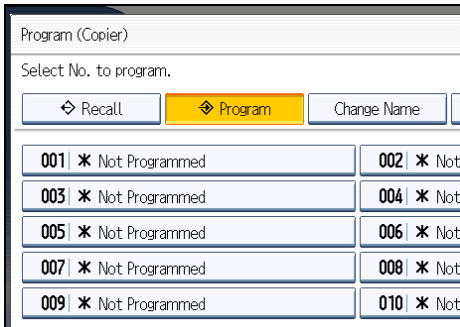 Program (Copier)
Select No. to program.
Recall Program Change Name
001 * Not Programmed 002 * Not
003 * Not Programmed 004 * Not
005 * Not Programmed 006 * Not
007 * Not Programmed 008 * Not
009 * Not Programmed 010 * Not